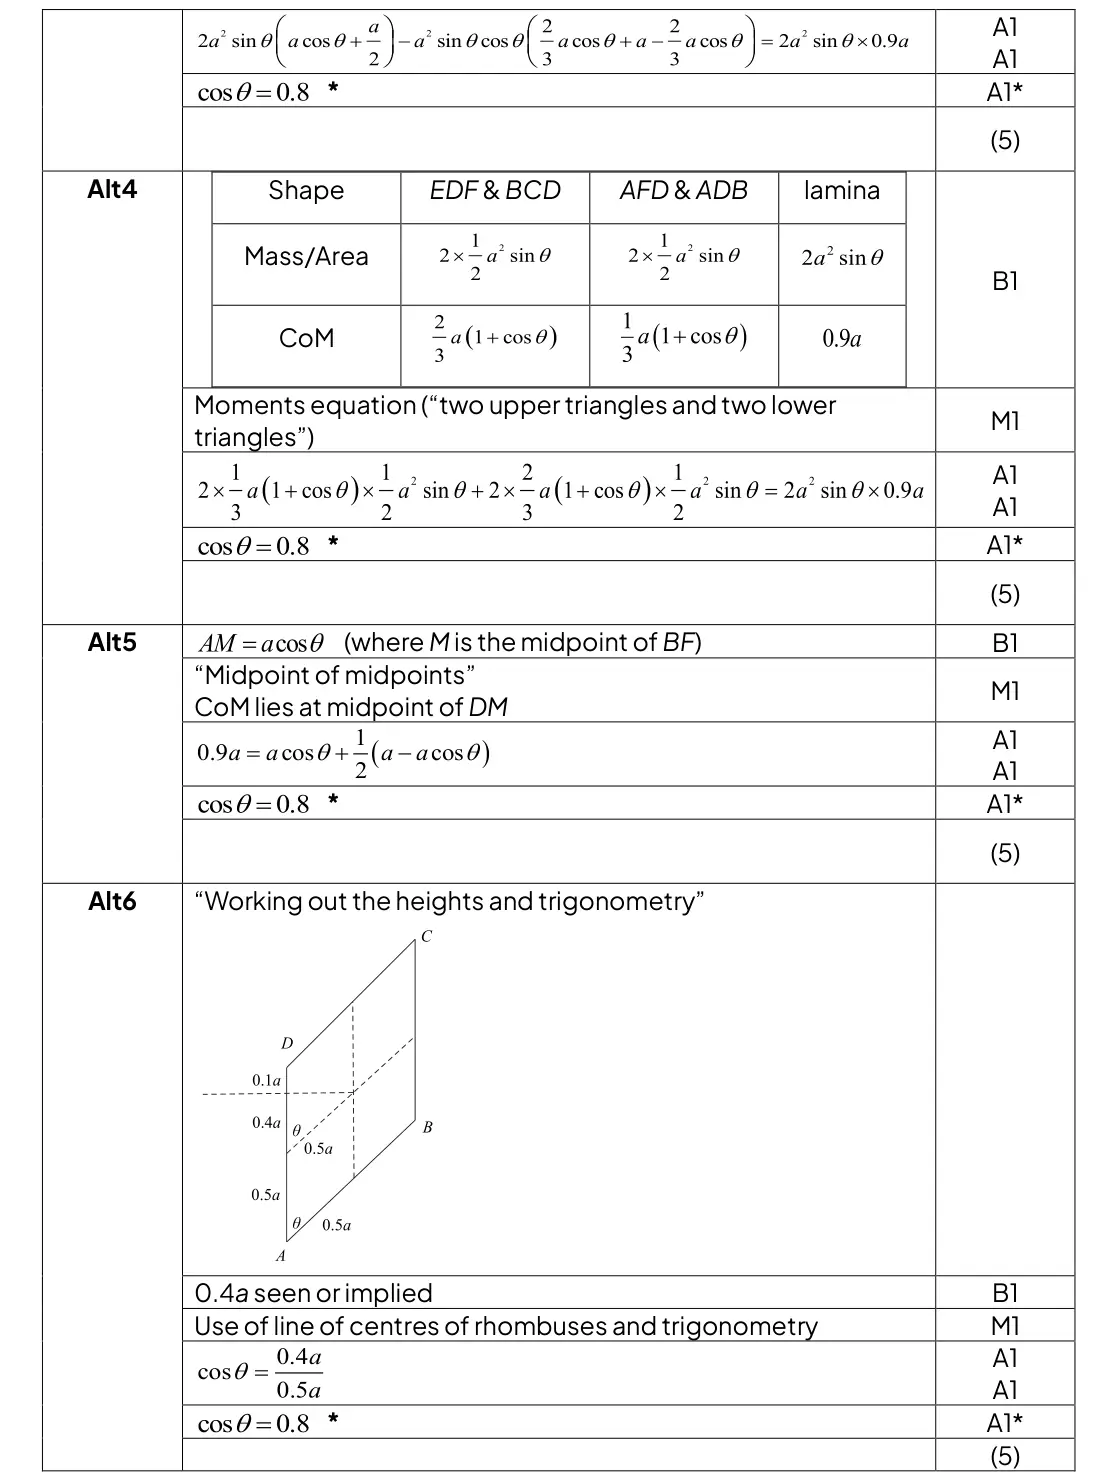 2a² sin θ (a cos θ + a/2) − a² sin θ cos θ (2/3 a cos θ + a − 2/3 a cos θ) = 2a² sin θ × 0.9a
A1
A1
cos θ = 0.8 *
A1*
(5)
Alt4
Shape EDF & BCD AFD & ADB lamina
Mass/Area 2 × 1/2 a² sin θ 2 × 1/2 a² sin θ 2a² sin θ
B1
CoM 2/3 a(1 + cos θ) 1/3 a(1 + cos θ) 0.9a
Moments equation (“two upper triangles and two lower
triangles”)
M1
2 × 1/3 a(1 + cos θ) × 1/2 a² sin θ + 2 × 2/3 a(1 + cos θ) × 1/2 a² sin θ = 2a² sin θ × 0.9a
A1
A1
cos θ = 0.8 *
A1*
(5)
Alt5
AM = a cos θ (where M is the midpoint of BF)
B1
“Midpoint of midpoints”
CoM lies at midpoint of DM
M1
0.9a = a cos θ + 1/2 (a − a cos θ)
A1
A1
cos θ = 0.8 *
A1*
(5)
Alt6
“Working out the heights and trigonometry”
C
D
0.1a
0.4a
θ
B
0.5a
0.5a
θ
0.5a
A
0.4a seen or implied
B1
Use of line of centres of rhombuses and trigonometry
M1
cos θ = 0.4a/0.5a
A1
A1
cos θ = 0.8 *
A1*
(5)